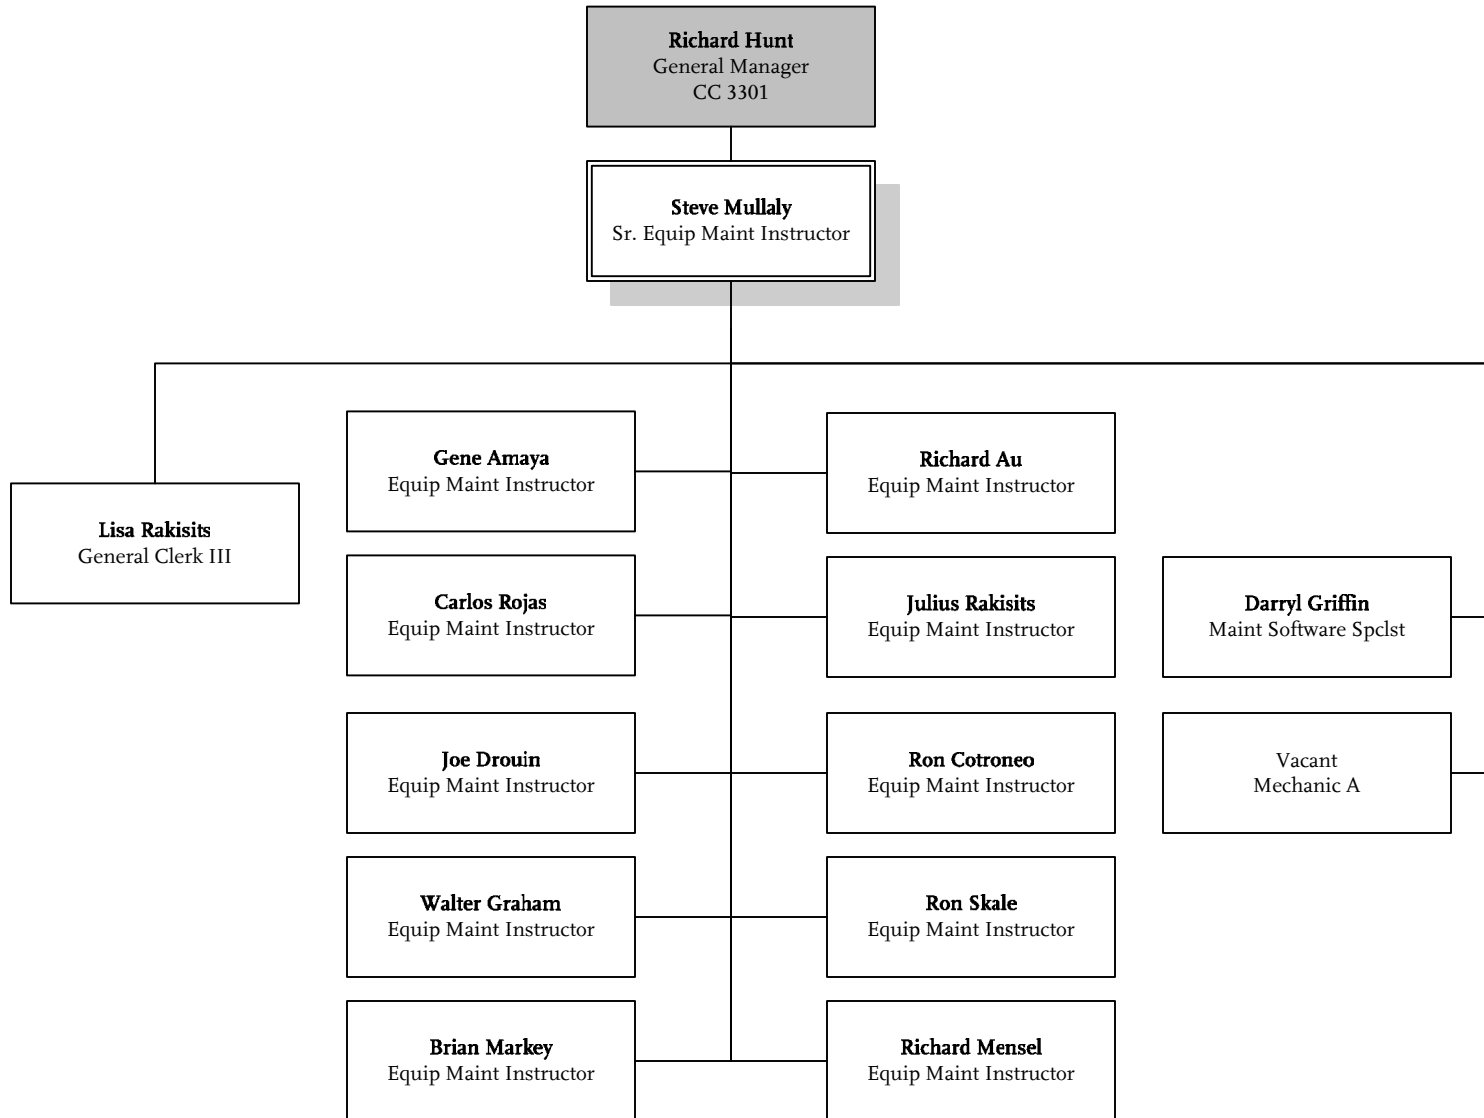 Richard Hunt
General Manager
CC 3301
Steve Mullaly
Sr. Equip Maint Instructor
Lisa Rakisits
General Clerk III
Gene Amaya
Equip Maint Instructor
Richard Au
Equip Maint Instructor
Carlos Rojas
Equip Maint Instructor
Julius Rakisits
Equip Maint Instructor
Darryl Griffin
Maint Software Spclst
Joe Drouin
Equip Maint Instructor
Ron Cotroneo
Equip Maint Instructor
Vacant
Mechanic A
Walter Graham
Equip Maint Instructor
Ron Skale
Equip Maint Instructor
Brian Markey
Equip Maint Instructor
Richard Mensel
Equip Maint Instructor